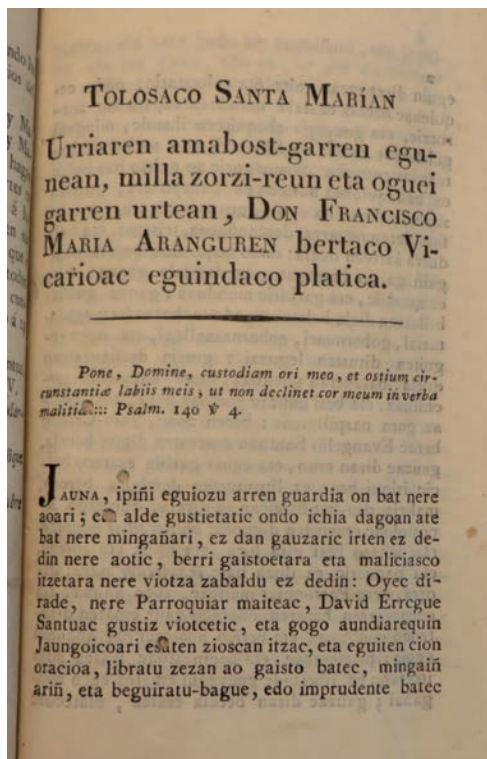 TOLOSACO SANTA MARÍAN
Urriaren amabost-garren egu-
nean, milla zorzi-reun eta oguei
garren urtean, DON FRANCISCO
MARIA ARANGUREN bertaco Vi-
carioac eguindaco platica.
Pone, Domine, custodiam ori meo, et ostium cir-
cunstantiæ labiis meis, ut non declinet cor meum in verba
malitiæ::: Psalm. 140 ℣ 4.
JAUNA, ipiñi eguiozu arren guardia on bat nere
aoari; eta alde gustietatic ondo ichia dagoan ate
bat nere mingañari, ez dan gauzaric irten ez de-
din nere aotic, berri gaistoetara eta maliciasco
itzetara nere viotza zabaldu ez dedin: Oyec di-
rade, nere Parroquiar maiteac, David Erregue
Santuac gustiz viotcetic, eta gogo aundiarequin
Jaungoicoari esaten zioscan itzac, eta eguiten cion
oracioa, libratu zezan ao gaisto batec, mingaiñ
ariñ, eta beguiratu-bague, edo imprudente batec